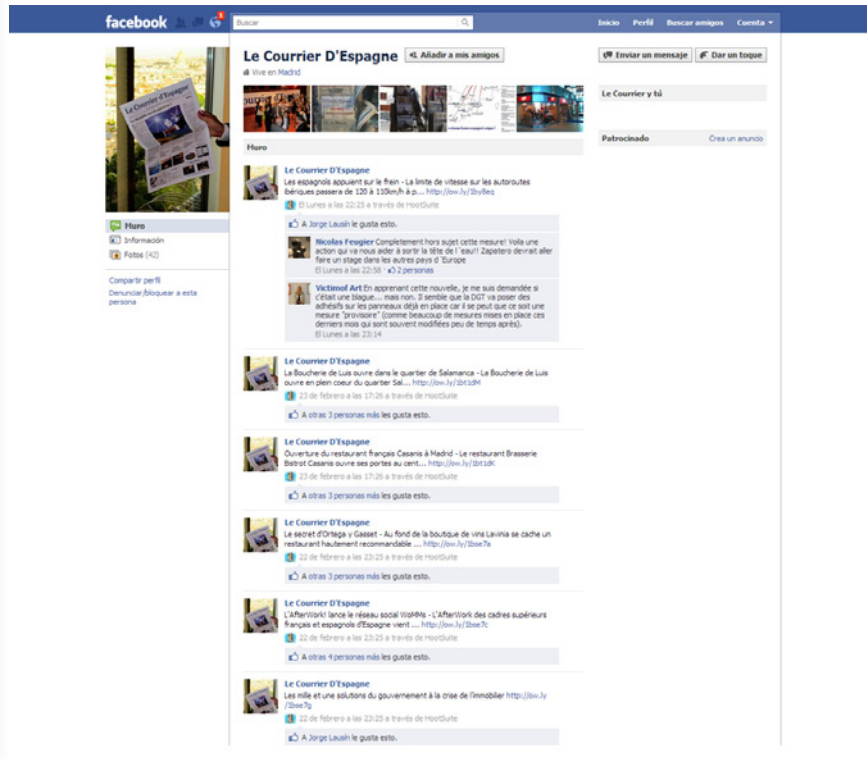 facebook
1
Buscar
Inicio Perfil Buscar amigos Cuenta
Le Courrier D'Espagne
Añadir a mis amigos
Enviar un mensaje
Dar un toque
Vive en Madrid
Le Courrier d'Espagne
Muro
Información
Fotos (42)
Compartir perfil
Denunciar/bloquear a esta
persona
Muro
Le Courrier D'Espagne
Les espagnols appuient sur le frein - La limite de vitesse sur les autoroutes
ibériques passera de 120 à 110km/h à p... http://ow.ly/1by8eq
El Lunes a las 22:25 a través de HootSuite
A Jorge Lausín le gusta esto.
Nicolas Feugier Completement hors sujet cette mesure! Voila une
action qui va nous aider à sortir la tête de l 'eau!! Zapatero devrait aller
faire un stage dans les autres pays d 'Europe
El Lunes a las 22:58 · 2 personas
Victimof Art En apprenant cette nouvelle, je me suis demandée si
c'était une blague... mais non. Il semble que la DGT va poser des
adhésifs sur les panneaux déjà en place car il se peut que ce soit une
mesure "provisoire" (comme beaucoup de mesures mises en place ces
derniers mois qui sont souvent modifiées peu de temps après).
El Lunes a las 23:14
Le Courrier D'Espagne
La Boucherie de Luis ouvre dans le quartier de Salamanca - La Boucherie de Luis
ouvre en plein coeur du quartier Sal... http://ow.ly/1bt1dM
23 de febrero a las 17:26 a través de HootSuite
A otras 3 personas más les gusta esto.
Le Courrier D'Espagne
Ouverture du restaurant français Casanis à Madrid - Le restaurant Brasserie
Bistrot Casanis ouvre ses portes au cent... http://ow.ly/1bt1dK
23 de febrero a las 17:26 a través de HootSuite
A otras 3 personas más les gusta esto.
Le Courrier D'Espagne
Le secret d'Ortega y Gasset - Au fond de la boutique de vins Lavinia se cache un
restaurant hautement recommandable ... http://ow.ly/1bse7a
22 de febrero a las 23:25 a través de HootSuite
A otras 3 personas más les gusta esto.
Le Courrier D'Espagne
L'AfterWork! lance le réseau social WoMMs - L'AfterWork des cadres supérieurs
français et espagnols d'Espagne vient ... http://ow.ly/1bse7c
22 de febrero a las 23:25 a través de HootSuite
A otras 4 personas más les gusta esto.
Le Courrier D'Espagne
Les mille et une solutions du gouvernement à la crise de l'immobilier http://ow.ly
/1bse7g
22 de febrero a las 23:25 a través de HootSuite
A Jorge Lausín le gusta esto.
Le Courrier y tú
Patrocinado
Crea un anuncio